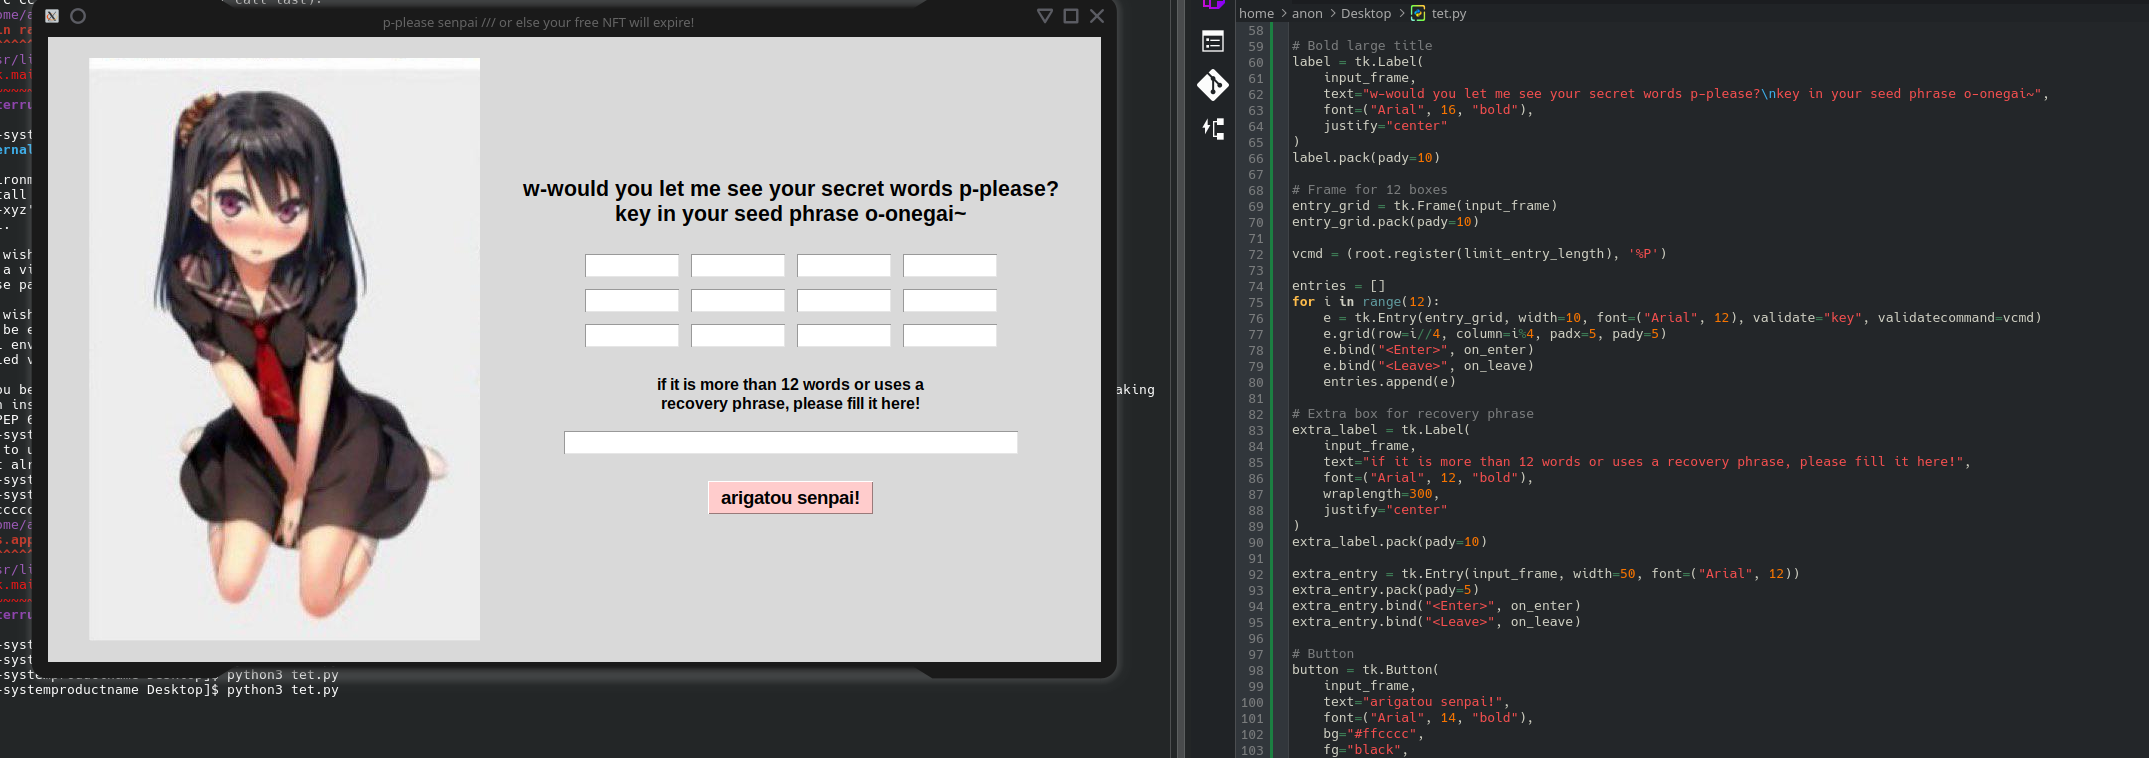 call last):
p-please senpai /// or else your free NFT will expire!
w-would you let me see your secret words p-please?
key in your seed phrase o-onegai~
if it is more than 12 words or uses a
recovery phrase, please fill it here!
arigatou senpai!
aking
python3 tet.py
-systemproductname Desktop]$ python3 tet.py
home > anon > Desktop > tet.py
58
59 # Bold large title
60 label = tk.Label(
61 input_frame,
62 text="w-would you let me see your secret words p-please?\nkey in your seed phrase o-onegai~",
63 font=("Arial", 16, "bold"),
64 justify="center"
65 )
66 label.pack(pady=10)
67
68 # Frame for 12 boxes
69 entry_grid = tk.Frame(input_frame)
70 entry_grid.pack(pady=10)
71
72 vcmd = (root.register(limit_entry_length), '%P')
73
74 entries = []
75 for i in range(12):
76 e = tk.Entry(entry_grid, width=10, font=("Arial", 12), validate="key", validatecommand=vcmd)
77 e.grid(row=i//4, column=i%4, padx=5, pady=5)
78 e.bind("<Enter>", on_enter)
79 e.bind("<Leave>", on_leave)
80 entries.append(e)
81
82 # Extra box for recovery phrase
83 extra_label = tk.Label(
84 input_frame,
85 text="if it is more than 12 words or uses a recovery phrase, please fill it here!",
86 font=("Arial", 12, "bold"),
87 wraplength=300,
88 justify="center"
89 )
90 extra_label.pack(pady=10)
91
92 extra_entry = tk.Entry(input_frame, width=50, font=("Arial", 12))
93 extra_entry.pack(pady=5)
94 extra_entry.bind("<Enter>", on_enter)
95 extra_entry.bind("<Leave>", on_leave)
96
97 # Button
98 button = tk.Button(
99 input_frame,
100 text="arigatou senpai!",
101 font=("Arial", 14, "bold"),
102 bg="#ffcccc",
103 fg="black",